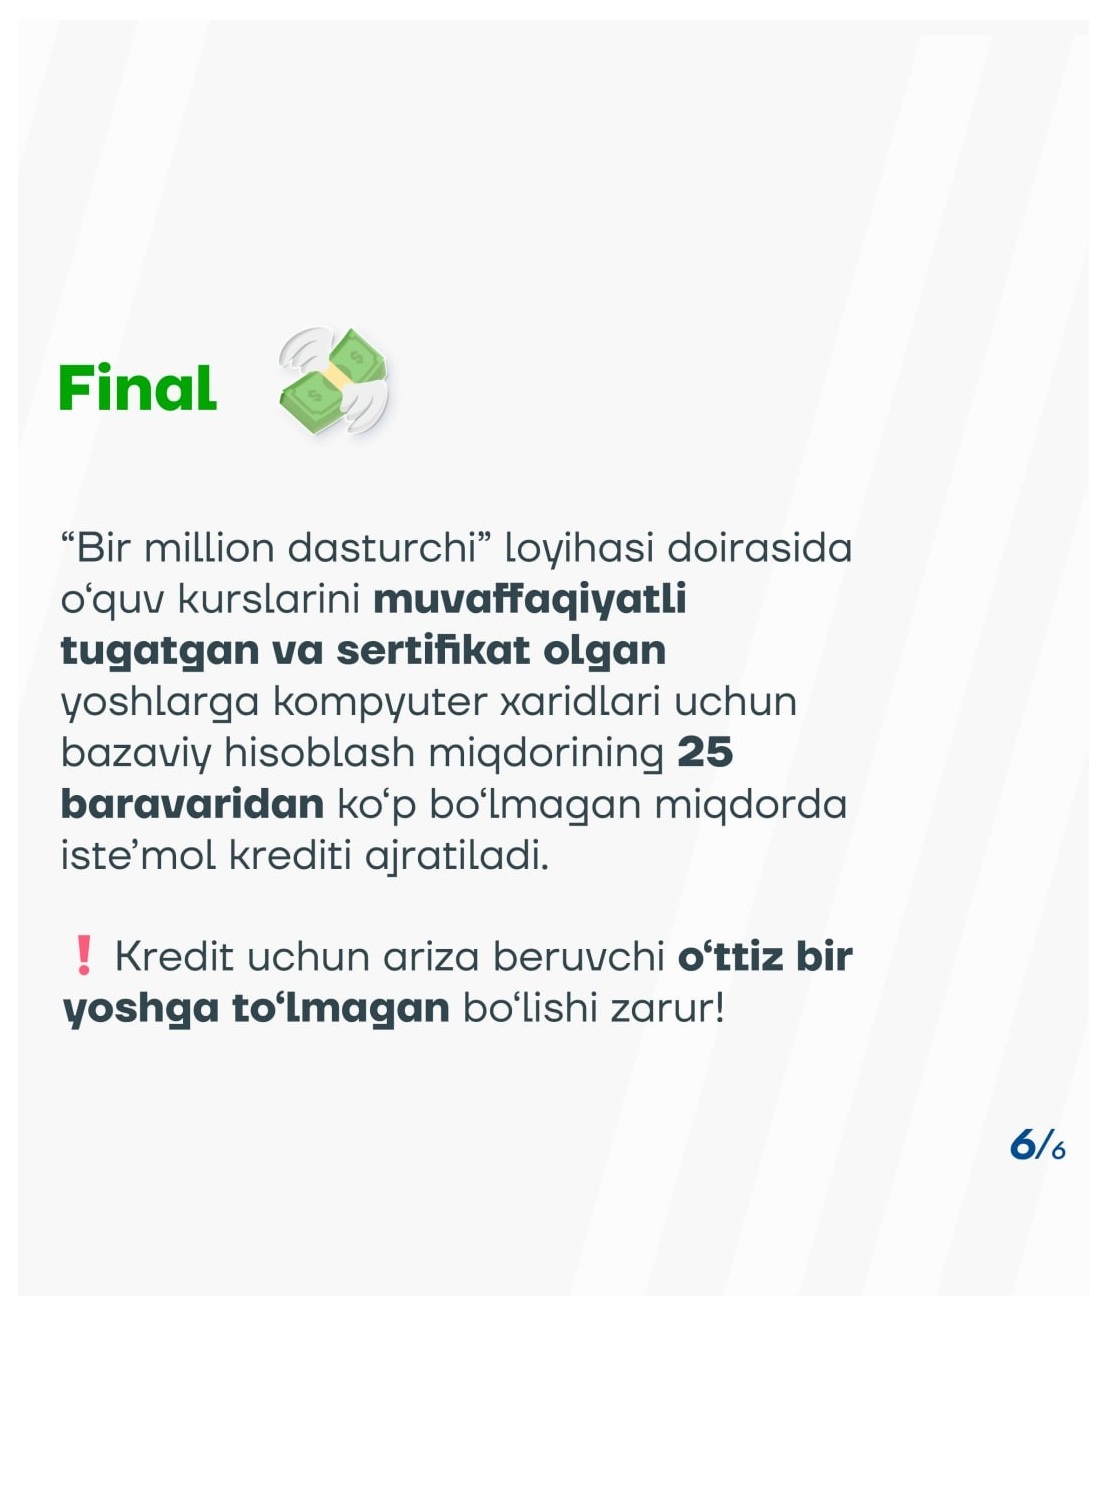 Final
“Bir million dasturchi” loyihasi doirasida
o‘quv kurslarini muvaffaqiyatli
tugatgan va sertifikat olgan
yoshlarga kompyuter xaridlari uchun
bazaviy hisoblash miqdorining 25
baravaridan ko‘p bo‘lmagan miqdorda
iste’mol krediti ajratiladi.
❗ Kredit uchun ariza beruvchi o‘ttiz bir
yoshga to‘lmagan bo‘lishi zarur!
6/6